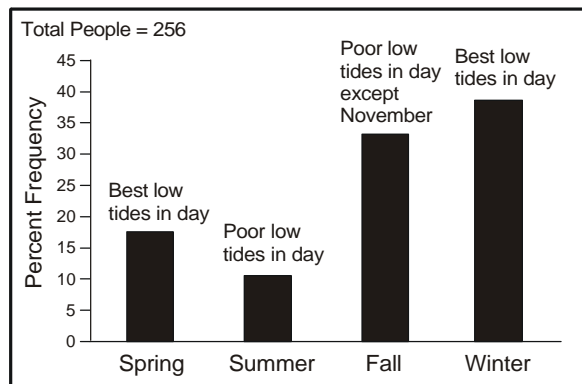 Total People = 256
Poor low
tides in day
except
November
Best low
tides in day
Best low
tides in day
Poor low
tides in day
Percent Frequency
45
40
35
30
25
20
15
10
5
0
Spring
Summer
Fall
Winter